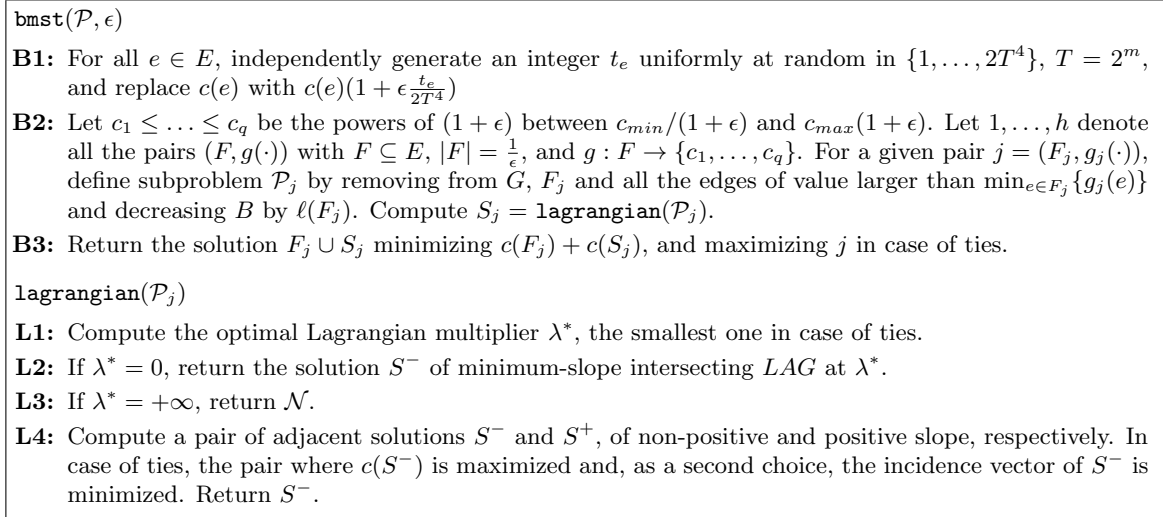 bmst(𝒫, ϵ)
B1: For all e ∈ E, independently generate an integer t_e uniformly at random in {1, . . . , 2T^4}, T = 2^m,
and replace c(e) with c(e)(1 + ϵ t_e/2T^4)
B2: Let c_1 ≤ . . . ≤ c_q be the powers of (1 + ϵ) between c_min/(1 + ϵ) and c_max(1 + ϵ). Let 1, . . . , h denote
all the pairs (F, g(·)) with F ⊆ E, |F| = 1/ϵ, and g : F → {c_1, . . . , c_q}. For a given pair j = (F_j, g_j(·)),
define subproblem 𝒫_j by removing from G, F_j and all the edges of value larger than min_{e∈F_j}{g_j(e)}
and decreasing B by ℓ(F_j). Compute S_j = lagrangian(𝒫_j).
B3: Return the solution F_j ∪ S_j minimizing c(F_j) + c(S_j), and maximizing j in case of ties.
lagrangian(𝒫_j)
L1: Compute the optimal Lagrangian multiplier λ*, the smallest one in case of ties.
L2: If λ* = 0, return the solution S^− of minimum-slope intersecting LAG at λ*.
L3: If λ* = +∞, return 𝒩.
L4: Compute a pair of adjacent solutions S^− and S^+, of non-positive and positive slope, respectively. In
case of ties, the pair where c(S^−) is maximized and, as a second choice, the incidence vector of S^− is
minimized. Return S^−.